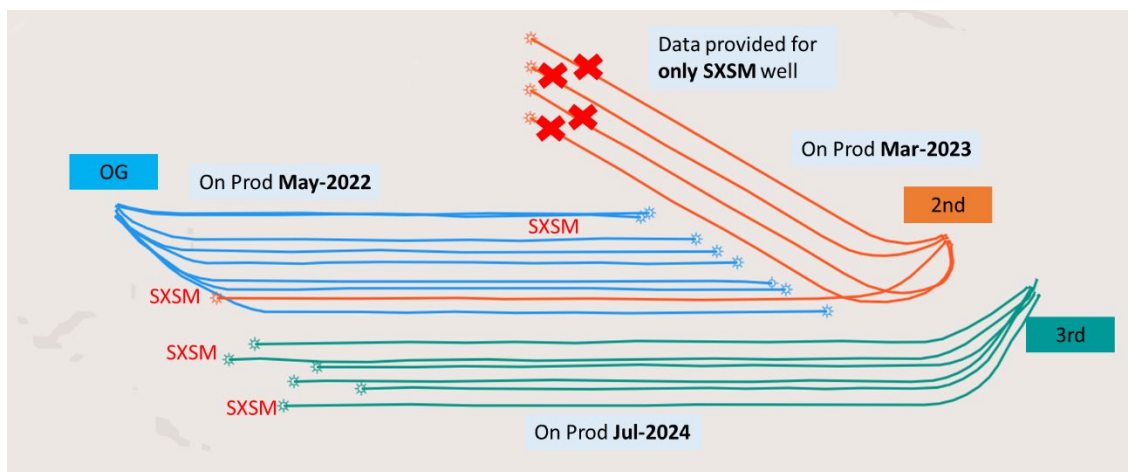 Data provided for
only SXSM well
On Prod Mar-2023
OG
On Prod May-2022
2nd
SXSM
SXSM
3rd
SXSM
SXSM
On Prod Jul-2024